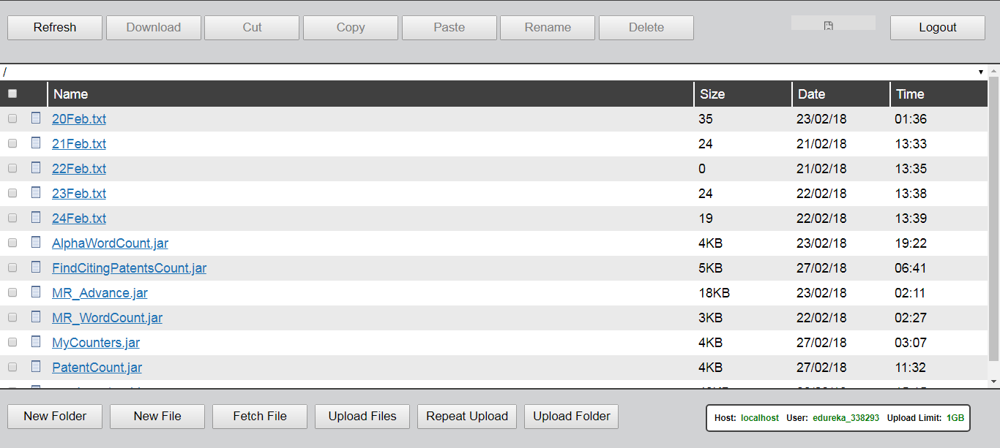 Refresh Download Cut Copy Paste Rename Delete Logout
/
Name Size Date Time
20Feb.txt 35 23/02/18 01:36
21Feb.txt 24 21/02/18 13:33
22Feb.txt 0 21/02/18 13:35
23Feb.txt 24 22/02/18 13:38
24Feb.txt 19 22/02/18 13:39
AlphaWordCount.jar 4KB 23/02/18 19:22
FindCitingPatentsCount.jar 5KB 27/02/18 06:41
MR_Advance.jar 18KB 23/02/18 02:11
MR_WordCount.jar 3KB 22/02/18 02:27
MyCounters.jar 4KB 27/02/18 03:07
PatentCount.jar 4KB 27/02/18 11:32
New Folder New File Fetch File Upload Files Repeat Upload Upload Folder Host: localhost User: edureka_338293 Upload Limit: 1GB